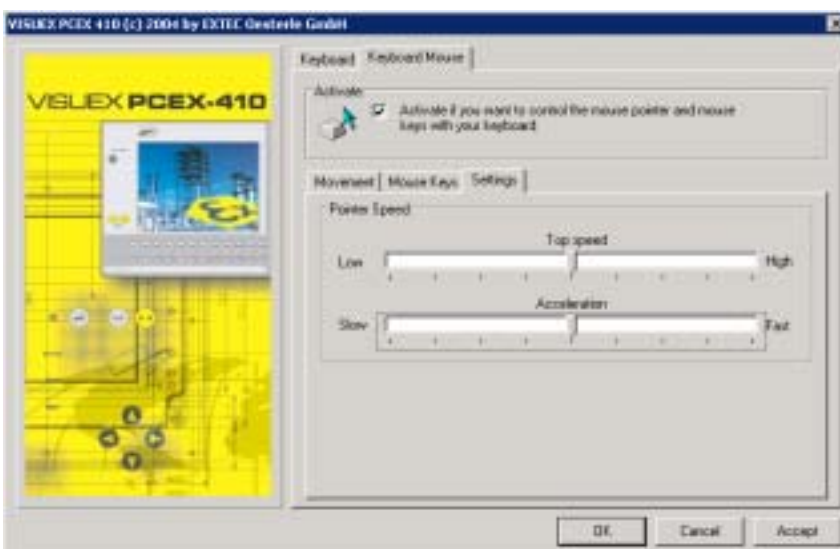 VISUEX PCEX 410 (c) 2004 by EXTEC Oesterle GmbH
VISUEX PCEX-410
Keyboard
Keyboard Mouse
Activate
Activate if you want to control the mouse pointer and mouse
keys with your keyboard.
Movement
Mouse Keys
Settings
Pointer Speed
Top speed
Low
High
Acceleration
Slow
Fast
OK
Cancel
Accept